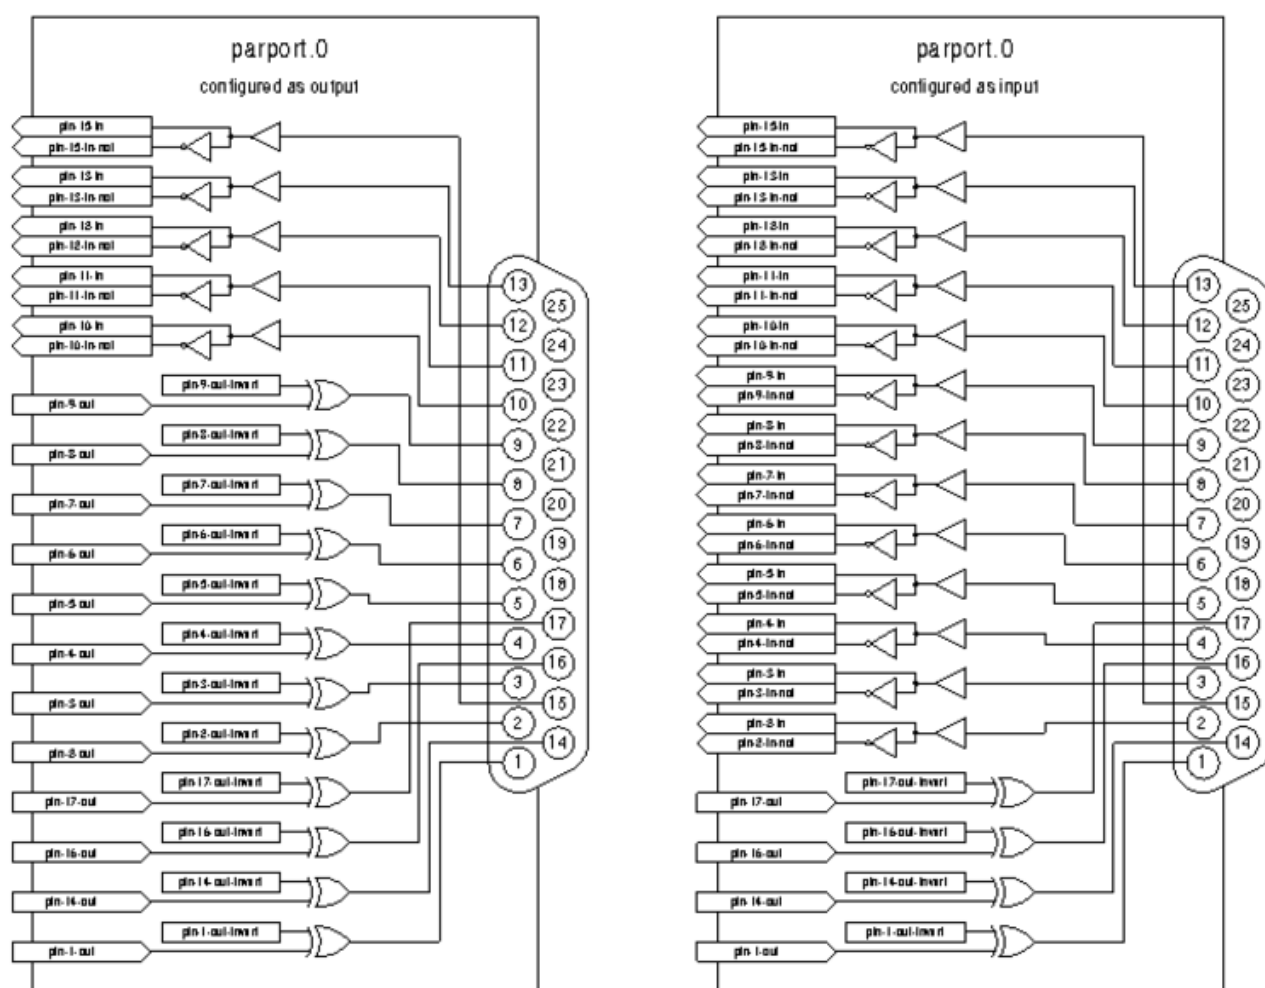 parport.0
configured as output
pin-15-in
pin-15-in-not
pin-13-in
pin-13-in-not
pin-12-in
pin-12-in-not
pin-11-in
pin-11-in-not
pin-10-in
pin-10-in-not
pin-9-out-invert
pin-9-out
pin-8-out-invert
pin-8-out
pin-7-out-invert
pin-7-out
pin-6-out-invert
pin-6-out
pin-5-out-invert
pin-5-out
pin-4-out-invert
pin-4-out
pin-3-out-invert
pin-3-out
pin-2-out-invert
pin-2-out
pin-17-out-invert
pin-17-out
pin-16-out-invert
pin-16-out
pin-14-out-invert
pin-14-out
pin-1-out-invert
pin-1-out
13
25
12
24
11
23
10
22
9
21
8
20
7
19
6
18
5
17
4
16
3
15
2
14
1
parport.0
configured as input
pin-15-in
pin-15-in-not
pin-13-in
pin-13-in-not
pin-12-in
pin-12-in-not
pin-11-in
pin-11-in-not
pin-10-in
pin-10-in-not
pin-9-in
pin-9-in-not
pin-8-in
pin-8-in-not
pin-7-in
pin-7-in-not
pin-6-in
pin-6-in-not
pin-5-in
pin-5-in-not
pin-4-in
pin-4-in-not
pin-3-in
pin-3-in-not
pin-2-in
pin-2-in-not
pin-17-out-invert
pin-17-out
pin-16-out-invert
pin-16-out
pin-14-out-invert
pin-14-out
pin-1-out-invert
pin-1-out
13
25
12
24
11
23
10
22
9
21
8
20
7
19
6
18
5
17
4
16
3
15
2
14
1